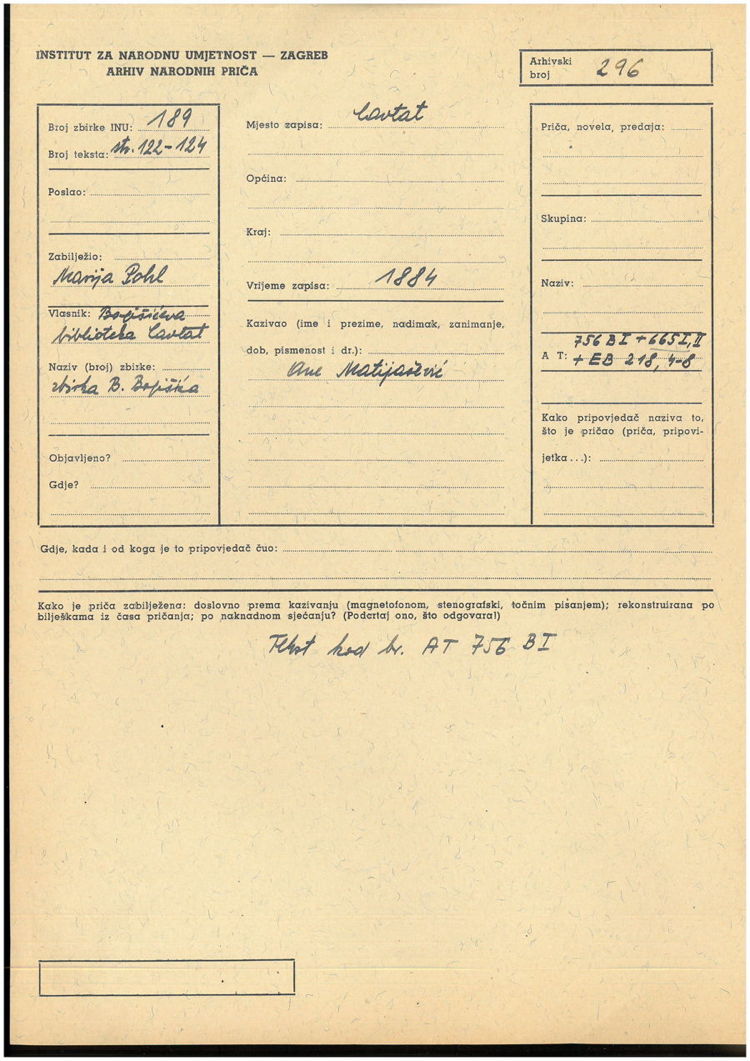 INSTITUT ZA NARODNU UMJETNOST — ZAGREB
ARHIV NARODNIH PRIČA
Arhivski
broj 296
Broj zbirke INU: 189
Broj teksta: str. 122-124
Poslao:
Zabilježio:
Marija Pohl
Vlasnik: Bogišićeva
biblioteka Cavtat
Naziv (broj) zbirke:
zbirka B. Bogišića
Objavljeno?
Gdje?
Mjesto zapisa: Cavtat
Općina:
Kraj:
Vrijeme zapisa: 1884
Kazivao (ime i prezime, nadimak, zanimanje,
dob, pismenost i dr.):
Ane Matijašević
Priča, novela, predaja:
Skupina:
Naziv:
756 B I + 665 I, II
A T: + EB 218, 4-8
Kako pripovjedač naziva to,
što je pričao (priča, pripovi-
jetka...):
Gdje, kada i od koga je to pripovjedač čuo:
Kako je priča zabilježena: doslovno prema kazivanju (magnetofonom, stenografski, točnim pisanjem); rekonstruirana po
bilješkama iz časa pričanja; po naknadnom sjećanju? (Podcrtaj ono, što odgovara!)
Tekst kod br. AT 756 B I